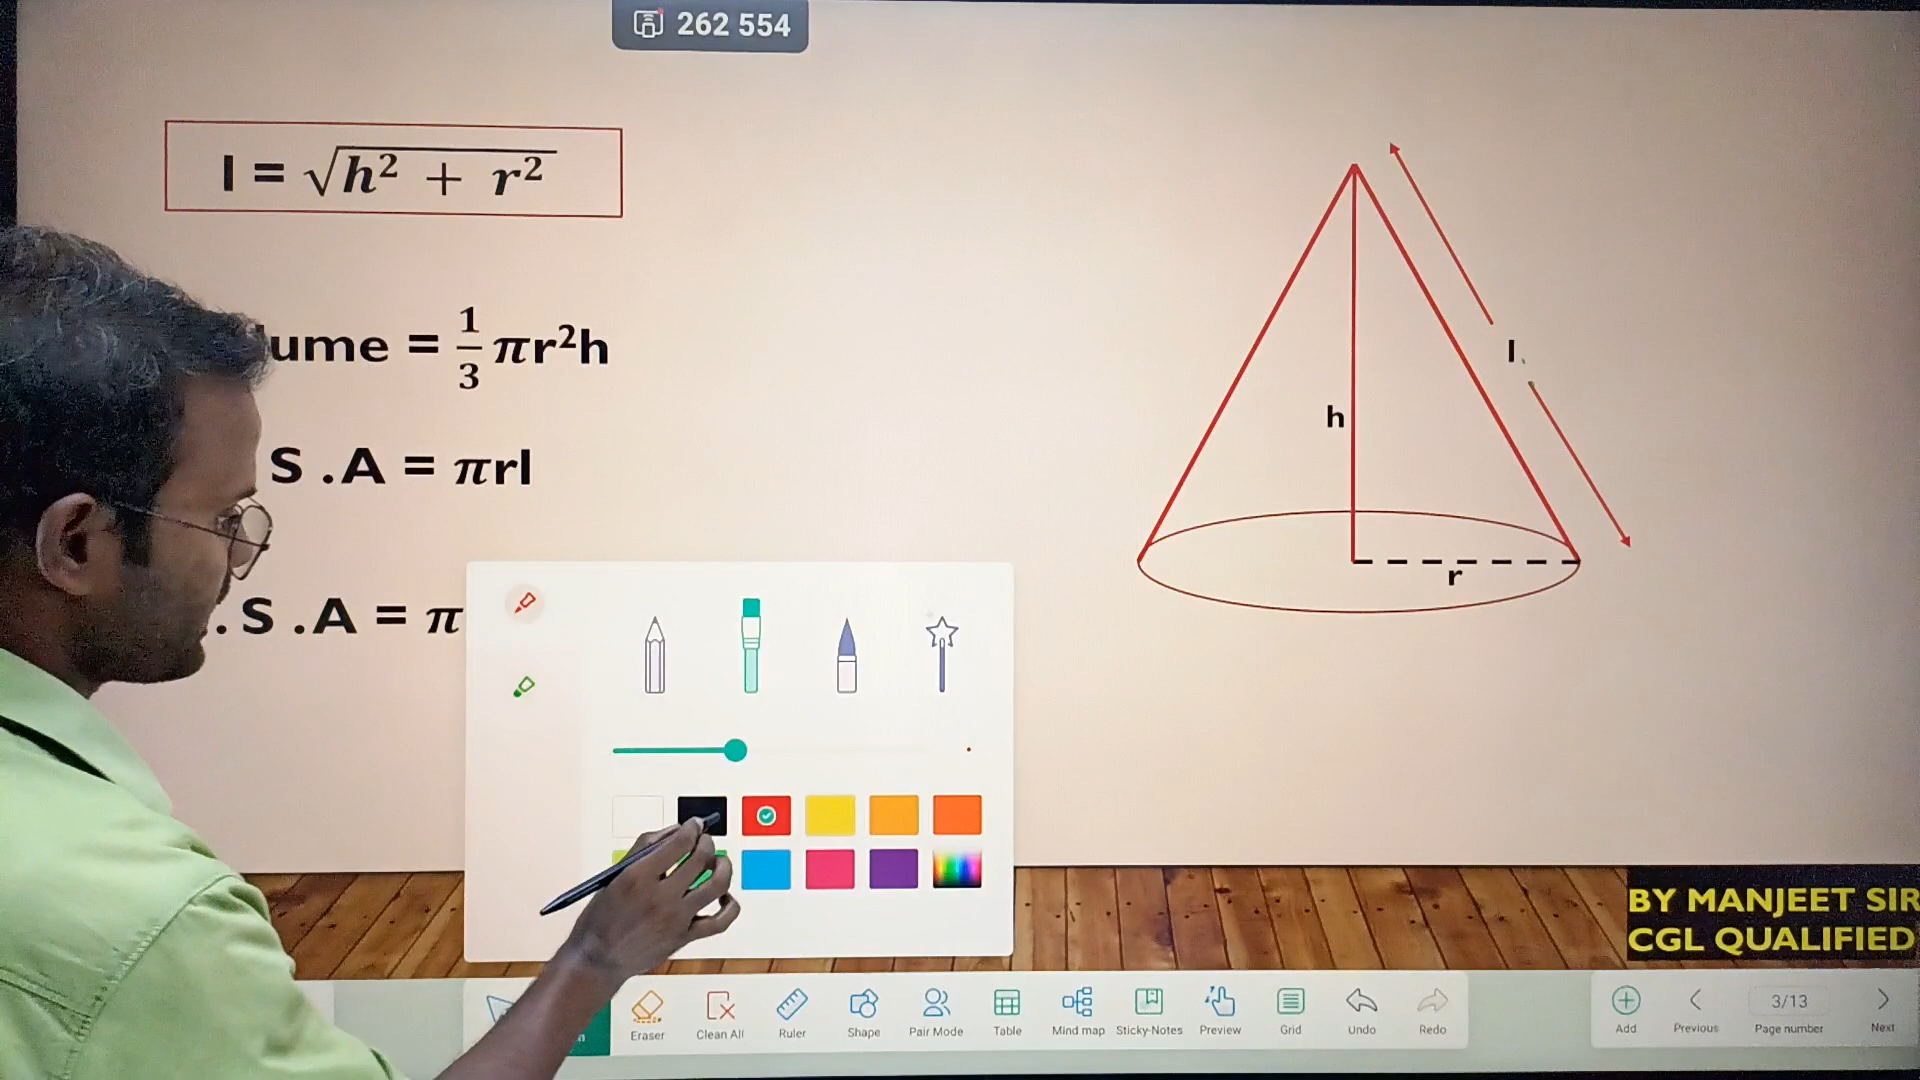 262 554
l = √h² + r²
ume = 1/3 πr²h
S .A = πrl
.S .A = π
l
h
r
BY MANJEET SIR
CGL QUALIFIED
Eraser Clean All Ruler Shape Pair Mode Table Mind map Sticky-Notes Preview Grid Undo Redo
Add Previous 3/13 Page number Next